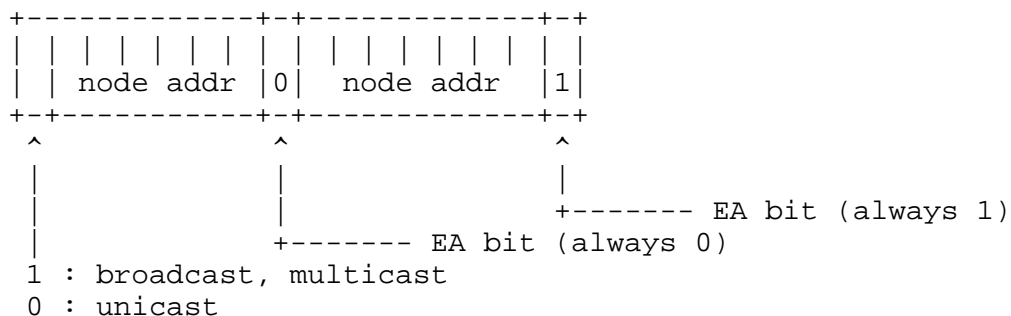 +-------------+-+-------------+-+
| | | | | | | | | | | | | | | | |
| | node addr |0|  node addr  |1|
+-+-----------+-+-------------+-+
 ^             ^               ^
 |             |               |
 |             |               +------- EA bit (always 1)
 |             +------- EA bit (always 0)
 1 : broadcast, multicast
 0 : unicast